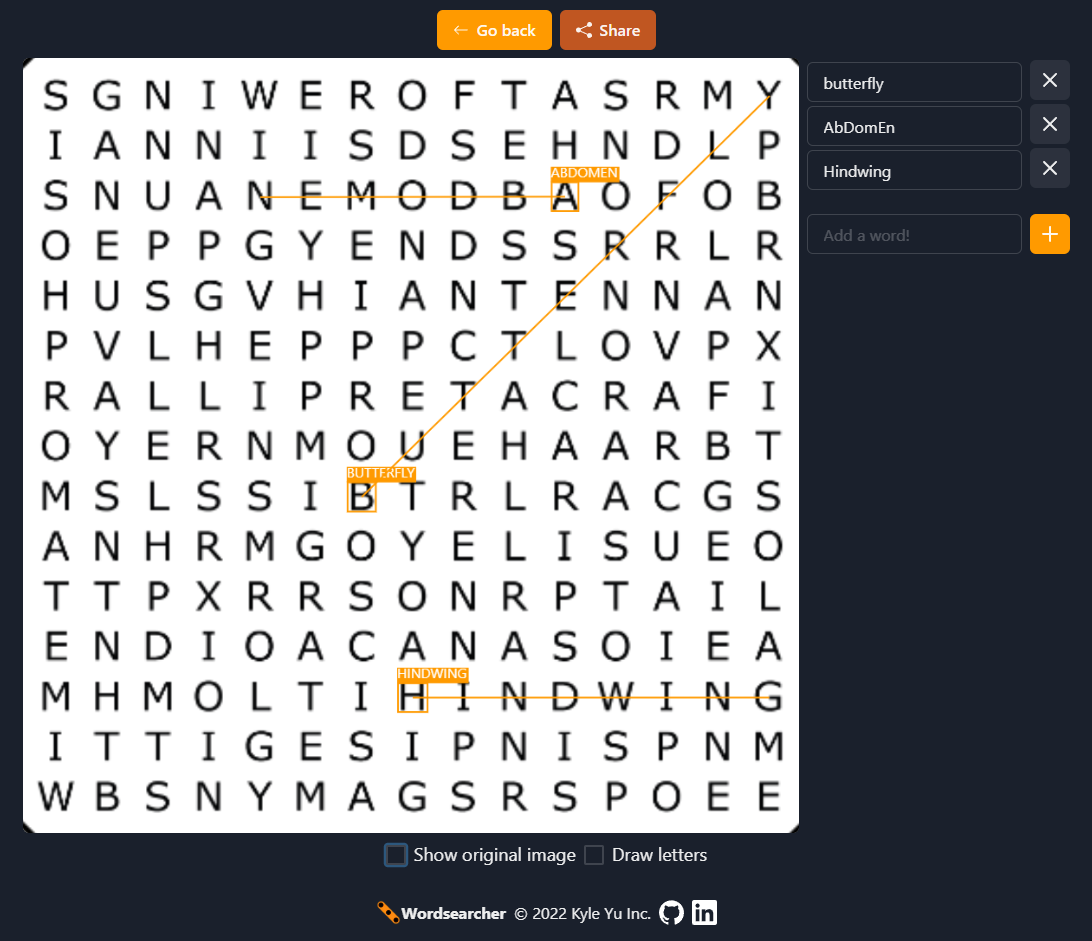 ← Go back Share
S G N I W E R O F T A S R M Y
butterfly
I A N N I I S D S E H N D L P
AbDomEn
ABDOMEN
Hindwing
S N U A N E M O D B A O F O B
Add a word!
O E P P G Y E N D S S R R L R
H U S G V H I A N T E N N A N
P V L H E P P P C T L O V P X
R A L L I P R E T A C R A F I
O Y E R N M O U E H A A R B T
BUTTERFLY
M S L S S I B T R L R A C G S
A N H R M G O Y E L I S U E O
T T P X R R S O N R P T A I L
E N D I O A C A N A S O I E A
HINDWING
M H M O L T I H I N D W I N G
I T T I G E S I P N I S P N M
W B S N Y M A G S R S P O E E
Show original image Draw letters
Wordsearcher © 2022 Kyle Yu Inc. in